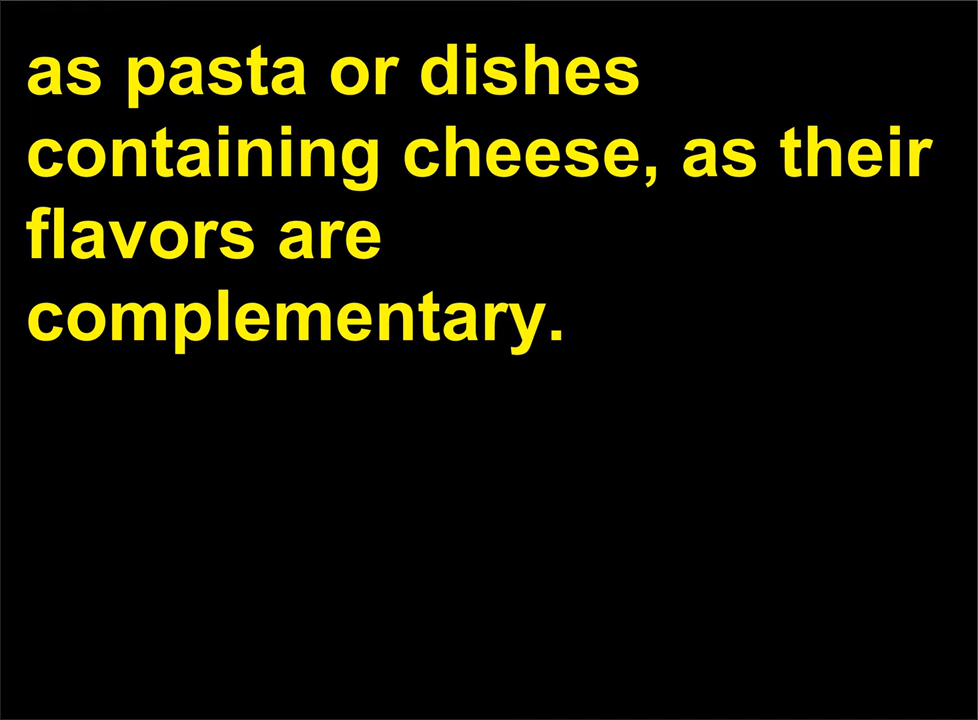 as pasta or dishes
containing cheese, as their
flavors are
complementary.